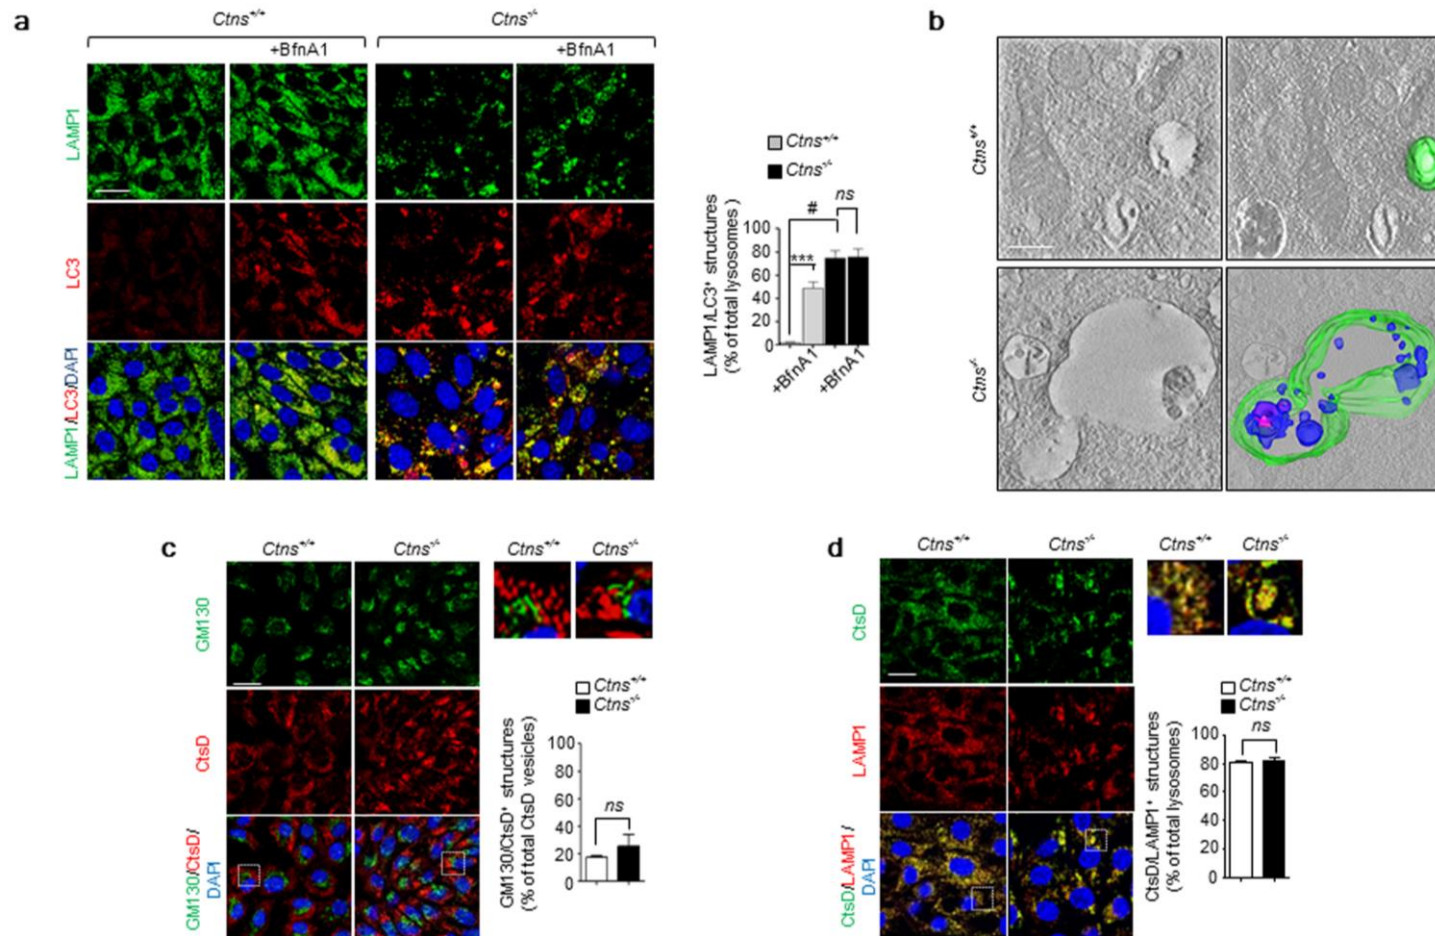 a
Ctns+/+
Ctns-/-
+BfnA1
+BfnA1
LAMP1
LC3
LAMP1/LC3/DAPI
Ctns+/+
Ctns-/-
LAMP1/LC3+ structures
(% of total lysosomes)
100
80
60
40
20
0
***
#
ns
+BfnA1
+BfnA1
b
Ctns+/+
Ctns-/-
c
Ctns+/+
Ctns-/-
Ctns+/+
Ctns-/-
GM130
CtsD
GM130/CtsD/
DAPI
Ctns+/+
Ctns-/-
GM130/CtsD+ structures
(% of total CtsD vesicles)
100
80
60
40
20
0
ns
d
Ctns+/+
Ctns-/-
Ctns+/+
Ctns-/-
CtsD
LAMP1
CtsD/LAMP1/
DAPI
Ctns+/+
Ctns-/-
CtsD/LAMP1+ structures
(% of total lysosomes)
100
80
60
40
20
0
ns